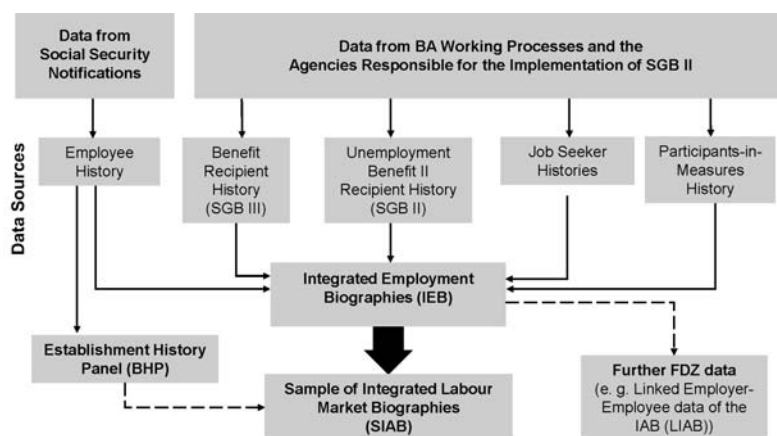 Data from
Social Security
Notifications
Data from BA Working Processes and the
Agencies Responsible for the Implementation of SGB II
Data Sources
Employee
History
Benefit
Recipient
History
(SGB III)
Unemployment
Benefit II
Recipient History
(SGB II)
Job Seeker
Histories
Participants-in-
Measures
History
Integrated Employment
Biographies (IEB)
Establishment History
Panel (BHP)
Sample of Integrated Labour
Market Biographies
(SIAB)
Further FDZ data
(e. g. Linked Employer-
Employee data of the
IAB (LIAB))